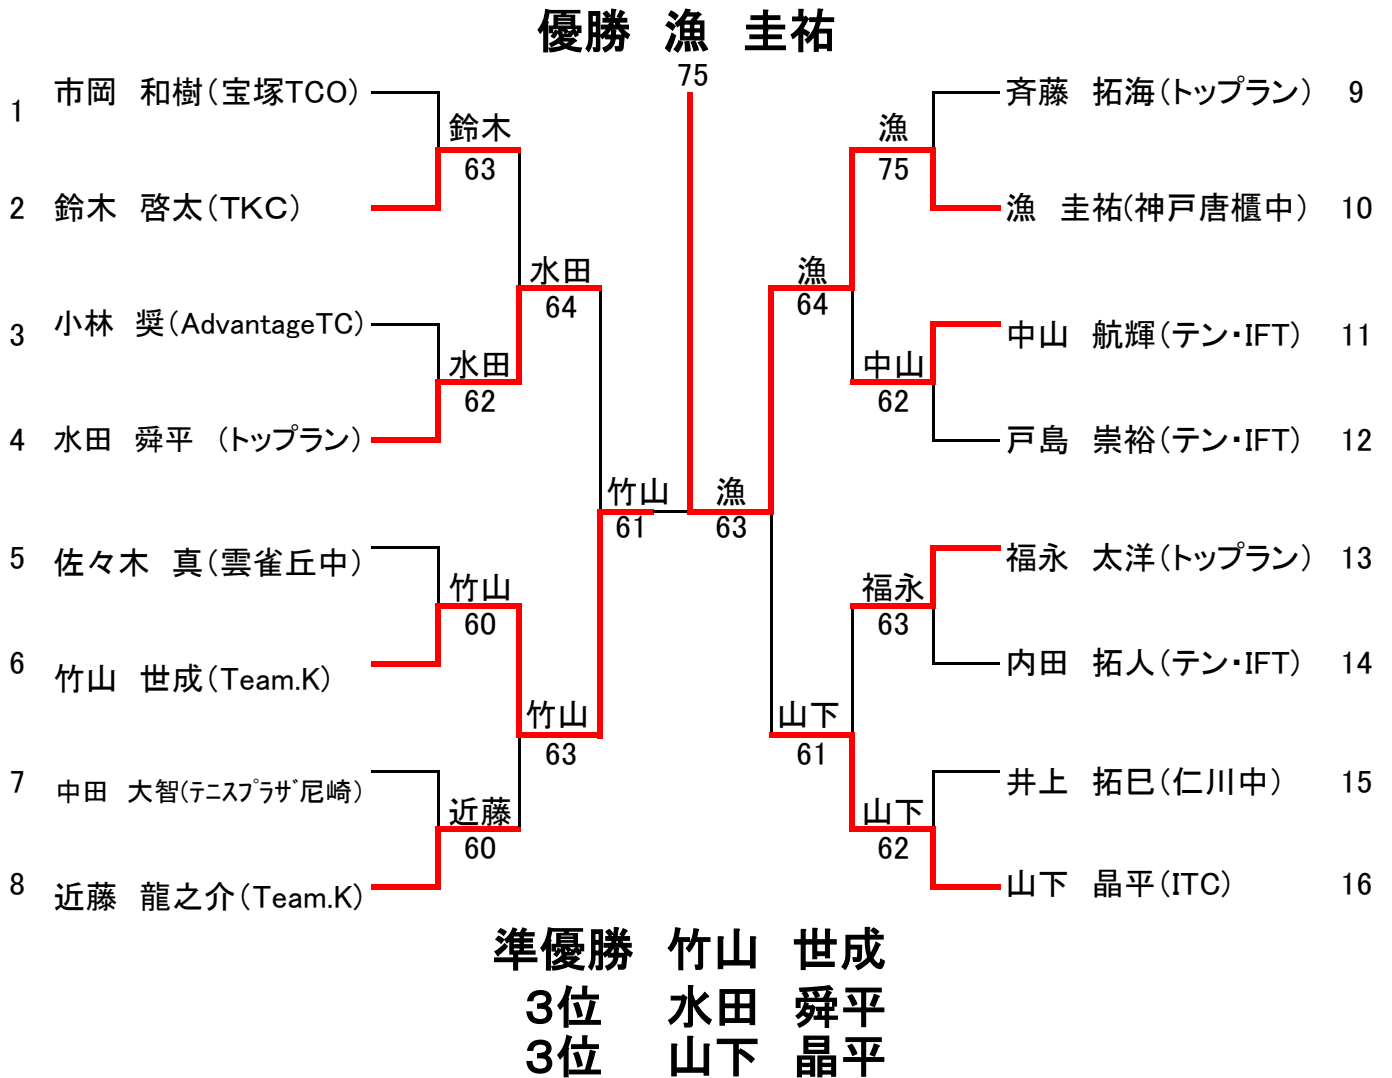 優勝 漁 圭祐
75
1 市岡 和樹(宝塚TCO)
鈴木
63
2 鈴木 啓太(TKC)
水田
64
3 小林 奨(AdvantageTC)
水田
62
4 水田 舜平 (トップラン)
竹山
61
5 佐々木 真(雲雀丘中)
竹山
60
6 竹山 世成(Team.K)
竹山
63
7 中田 大智(テニスプラザ尼崎)
近藤
60
8 近藤 龍之介(Team.K)
斉藤 拓海(トップラン) 9
漁
75
漁 圭祐(神戸唐櫃中) 10
漁
64
中山 航輝(テン・IFT) 11
中山
62
戸島 崇裕(テン・IFT) 12
漁
63
福永 太洋(トップラン) 13
福永
63
内田 拓人(テン・IFT) 14
山下
61
井上 拓巳(仁川中) 15
山下
62
山下 晶平(ITC) 16
準優勝 竹山 世成
3位 水田 舜平
3位 山下 晶平